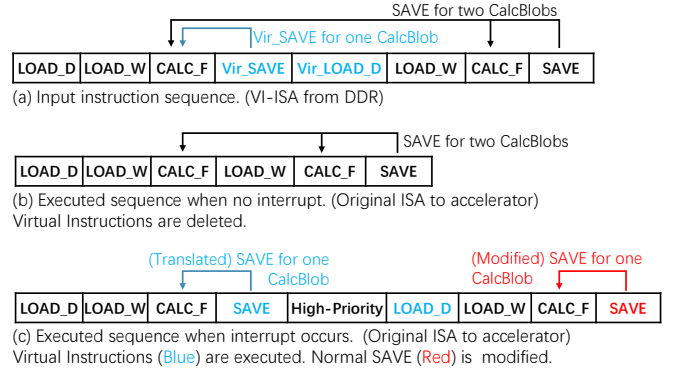 SAVE for two CalcBlobs
Vir_SAVE for one CalcBlob
LOAD_D LOAD_W CALC_F Vir_SAVE Vir_LOAD_D LOAD_W CALC_F SAVE
(a) Input instruction sequence. (VI-ISA from DDR)
SAVE for two CalcBlobs
LOAD_D LOAD_W CALC_F LOAD_W CALC_F SAVE
(b) Executed sequence when no interrupt. (Original ISA to accelerator)
Virtual Instructions are deleted.
(Translated) SAVE for one
CalcBlob
(Modified) SAVE for one
CalcBlob
LOAD_D LOAD_W CALC_F SAVE High-Priority LOAD_D LOAD_W CALC_F SAVE
(c) Executed sequence when interrupt occurs. (Original ISA to accelerator)
Virtual Instructions (Blue) are executed. Normal SAVE (Red) is modified.